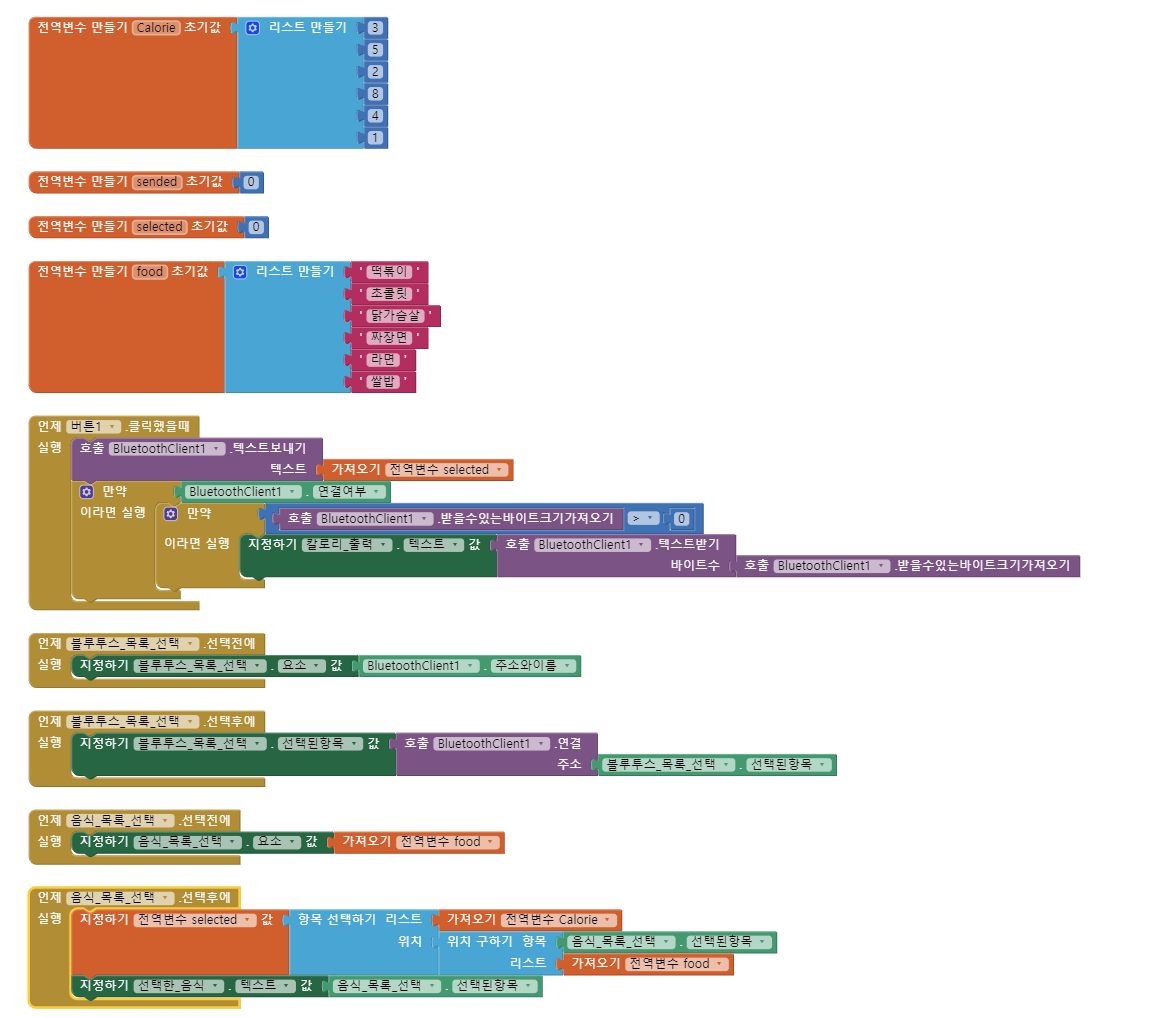 전역변수 만들기 Calorie 초기값 리스트 만들기 3
5
2
8
4
1
전역변수 만들기 sended 초기값 0
전역변수 만들기 selected 초기값 0
전역변수 만들기 food 초기값 리스트 만들기 ' 떡볶이 '
' 초콜릿 '
' 닭가슴살 '
' 짜장면 '
' 라면 '
' 쌀밥 '
언제 버튼1 .클릭했을때
실행 호출 BluetoothClient1 .텍스트보내기
텍스트 가져오기 전역변수 selected
만약 BluetoothClient1 . 연결여부
이라면 실행 만약 호출 BluetoothClient1 .받을수있는바이트크기가져오기 > 0
이라면 실행 지정하기 칼로리_출력 . 텍스트 값 호출 BluetoothClient1 .텍스트받기
바이트수 호출 BluetoothClient1 .받을수있는바이트크기가져오기
언제 블루투스_목록_선택 .선택전에
실행 지정하기 블루투스_목록_선택 . 요소 값 BluetoothClient1 . 주소와이름
언제 블루투스_목록_선택 .선택후에
실행 지정하기 블루투스_목록_선택 . 선택된항목 값 호출 BluetoothClient1 .연결
주소 블루투스_목록_선택 . 선택된항목
언제 음식_목록_선택 .선택전에
실행 지정하기 음식_목록_선택 . 요소 값 가져오기 전역변수 food
언제 음식_목록_선택 .선택후에
실행 지정하기 전역변수 selected 값 항목 선택하기 리스트 가져오기 전역변수 Calorie
위치 위치 구하기 항목 음식_목록_선택 . 선택된항목
리스트 가져오기 전역변수 food
지정하기 선택한_음식 . 텍스트 값 음식_목록_선택 . 선택된항목